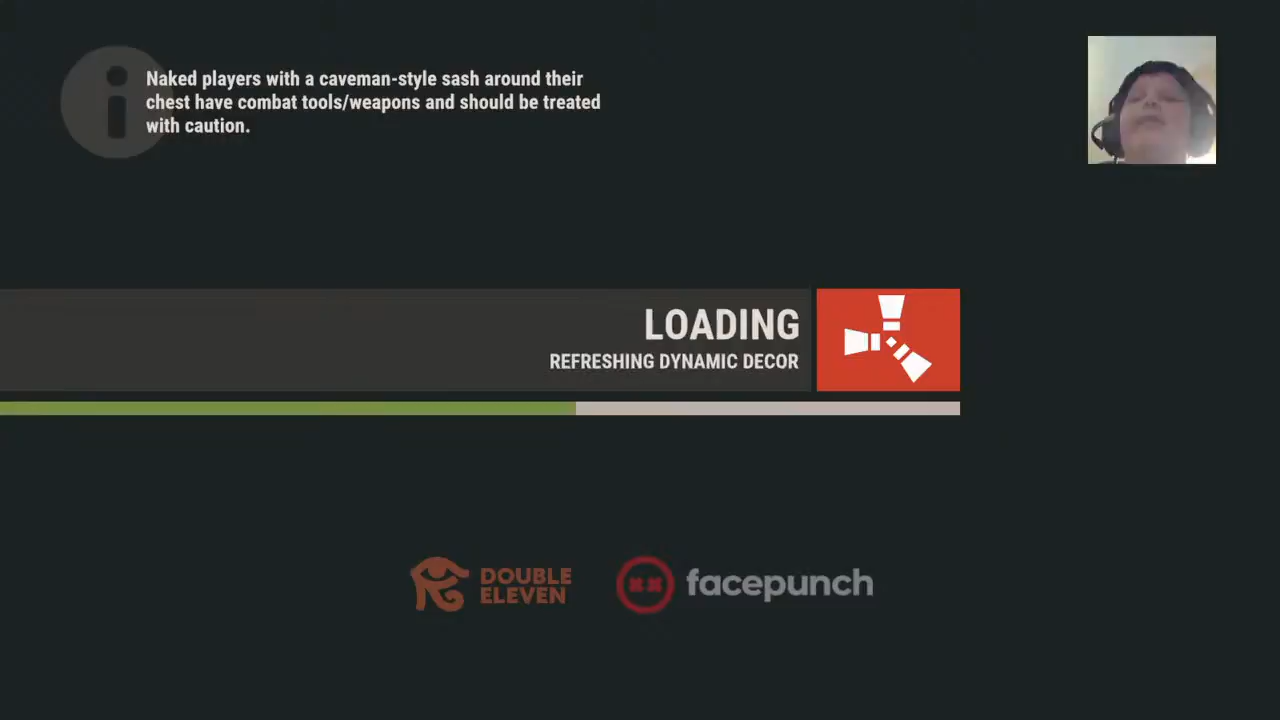 Naked players with a caveman-style sash around their
chest have combat tools/weapons and should be treated
with caution.
LOADING
REFRESHING DYNAMIC DECOR
DOUBLE
ELEVEN
facepunch